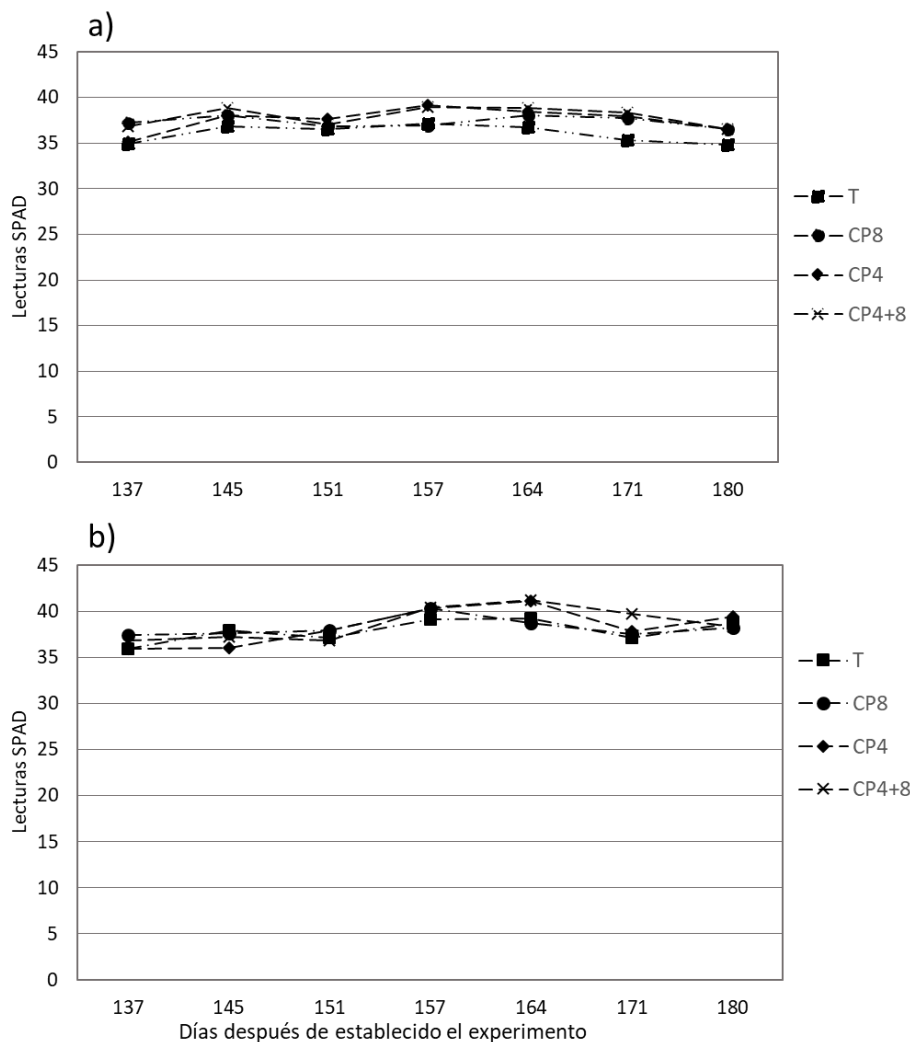 a)
45
40
35
30
25
20
15
10
5
0
Lecturas SPAD
137 145 151 157 164 171 180
T
CP8
CP4
CP4+8
b)
45
40
35
30
25
20
15
10
5
0
Lecturas SPAD
137 145 151 157 164 171 180
Días después de establecido el experimento
T
CP8
CP4
CP4+8